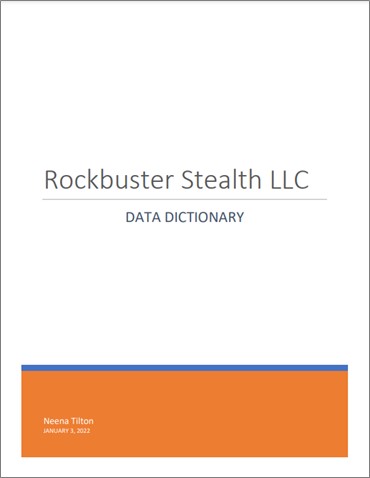 Rockbuster Stealth LLC
DATA DICTIONARY
Neena Tilton
JANUARY 3, 2022